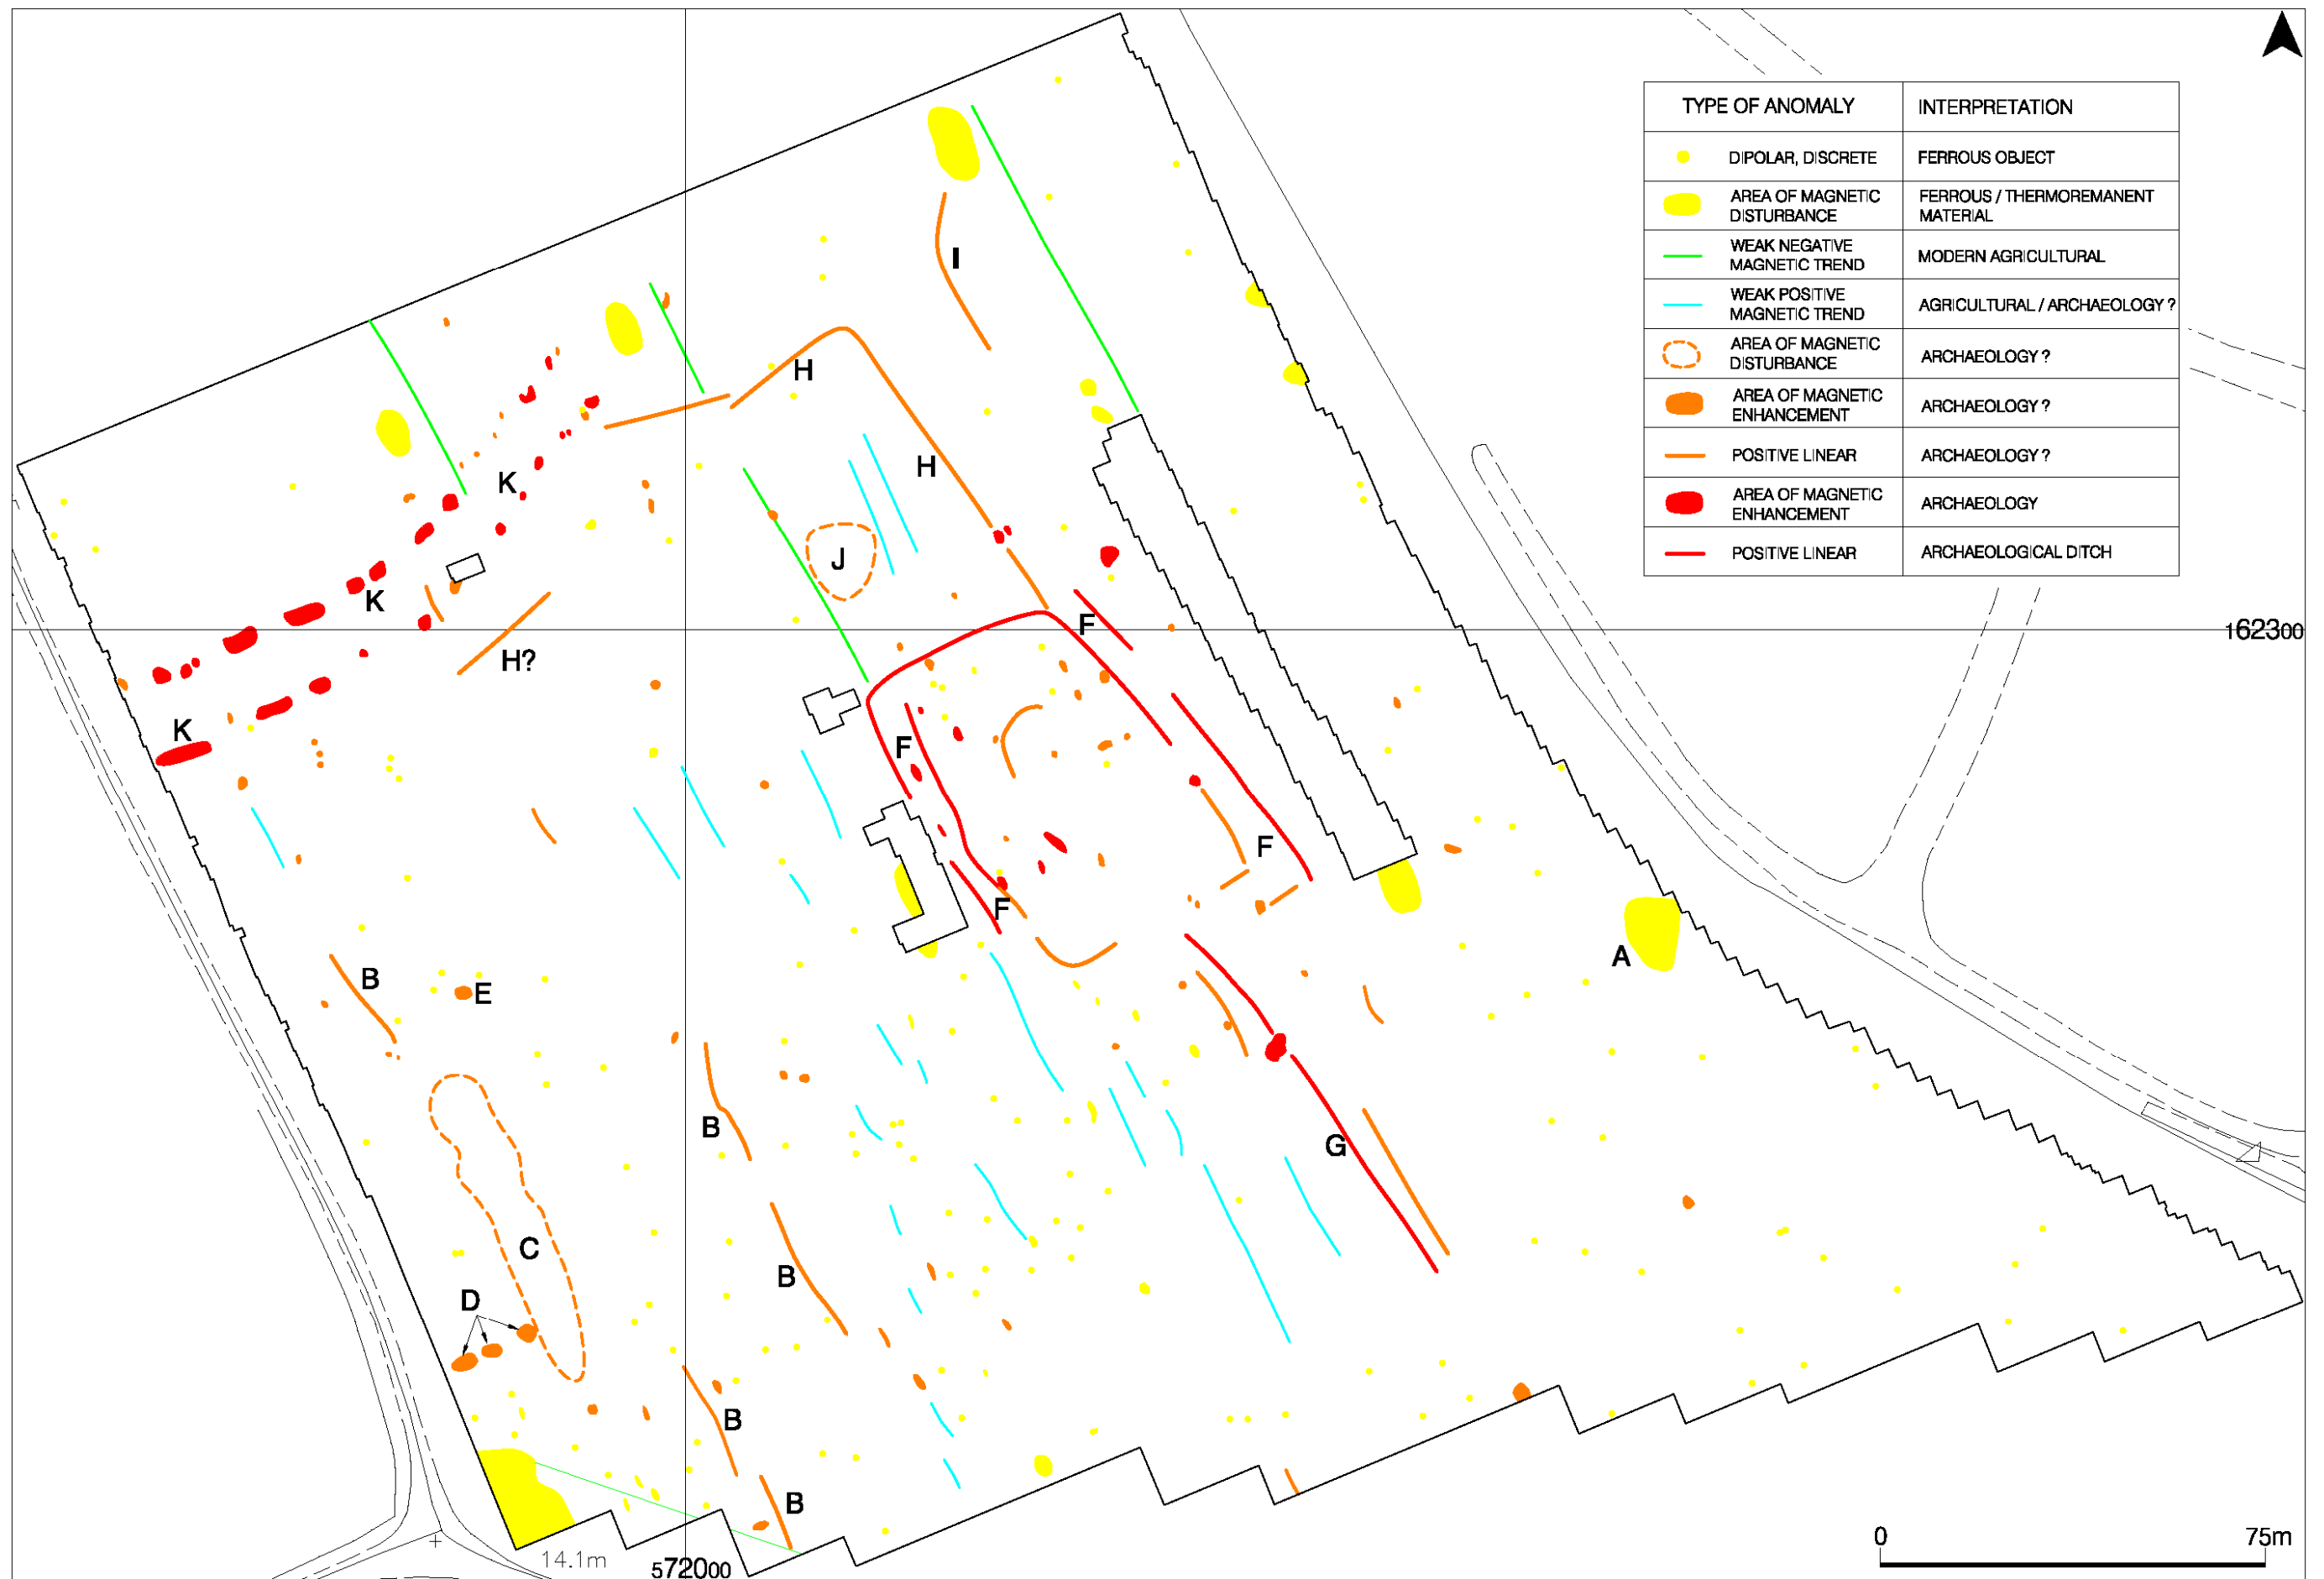 TYPE OF ANOMALY
INTERPRETATION
DIPOLAR, DISCRETE
FERROUS OBJECT
AREA OF MAGNETIC
DISTURBANCE
FERROUS / THERMOREMANENT
MATERIAL
WEAK NEGATIVE
MAGNETIC TREND
MODERN AGRICULTURAL
WEAK POSITIVE
MAGNETIC TREND
AGRICULTURAL / ARCHAEOLOGY ?
AREA OF MAGNETIC
DISTURBANCE
ARCHAEOLOGY ?
AREA OF MAGNETIC
ENHANCEMENT
ARCHAEOLOGY ?
POSITIVE LINEAR
ARCHAEOLOGY ?
AREA OF MAGNETIC
ENHANCEMENT
ARCHAEOLOGY
POSITIVE LINEAR
ARCHAEOLOGICAL DITCH
I
H
H
K
J
K
F
162300
H?
K
F
F
F
A
B
E
B
G
C
B
D
B
B
0
75m
14.1m
572000